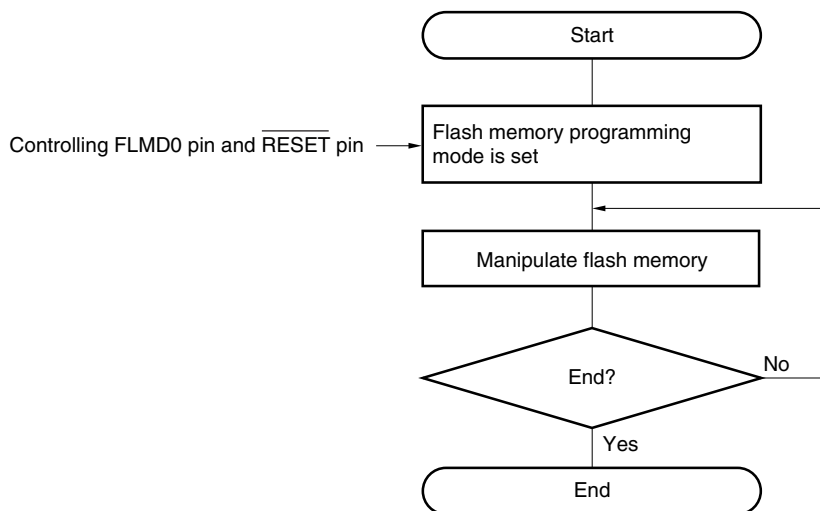 Start
Controlling FLMD0 pin and RESET pin
Flash memory programming
mode is set
Manipulate flash memory
End?
No
Yes
End